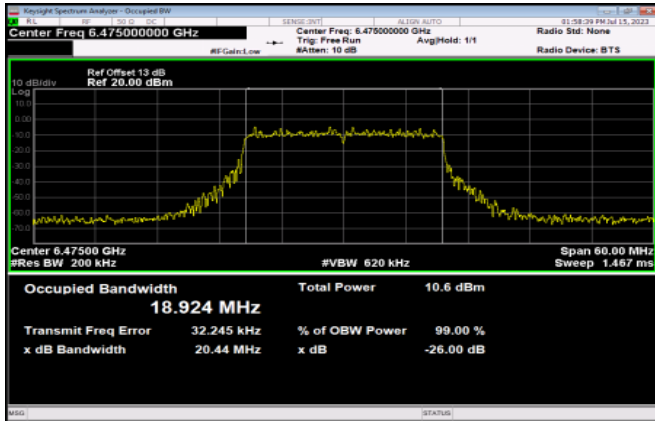 Keysight Spectrum Analyzer - Occupied BW
RL RF 50 Ω DC SENSE:INT ALIGN AUTO 01:58:39 PM Jul 15, 2023
Center Freq 6.475000000 GHz Center Freq: 6.475000000 GHz Radio Std: None
Trig: Free Run Avg|Hold: 1/1
#IFGain:Low #Atten: 10 dB Radio Device: BTS
Ref Offset 13 dB
10 dB/div Ref 20.00 dBm
Log
10.0
0.00
-10.0
-20.0
-30.0
-40.0
-50.0
-60.0
-70.0
Center 6.47500 GHz Span 60.00 MHz
#Res BW 200 kHz #VBW 620 kHz Sweep 1.467 ms
Occupied Bandwidth Total Power 10.6 dBm
18.924 MHz
Transmit Freq Error 32.245 kHz % of OBW Power 99.00 %
x dB Bandwidth 20.44 MHz x dB -26.00 dB
MSG STATUS